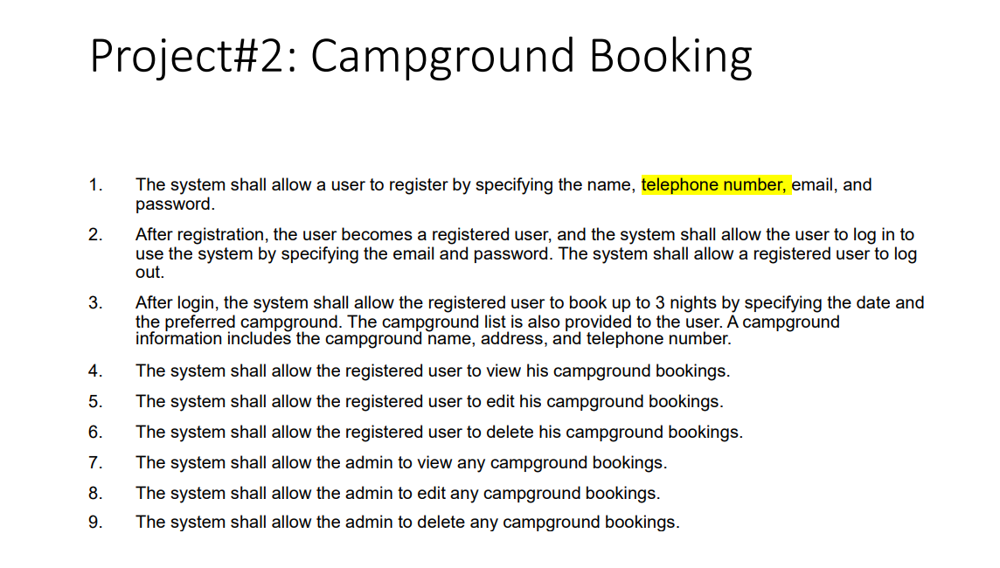 Project#2: Campground Booking
1. The system shall allow a user to register by specifying the name, telephone number, email, and
password.
2. After registration, the user becomes a registered user, and the system shall allow the user to log in to
use the system by specifying the email and password. The system shall allow a registered user to log
out.
3. After login, the system shall allow the registered user to book up to 3 nights by specifying the date and
the preferred campground. The campground list is also provided to the user. A campground
information includes the campground name, address, and telephone number.
4. The system shall allow the registered user to view his campground bookings.
5. The system shall allow the registered user to edit his campground bookings.
6. The system shall allow the registered user to delete his campground bookings.
7. The system shall allow the admin to view any campground bookings.
8. The system shall allow the admin to edit any campground bookings.
9. The system shall allow the admin to delete any campground bookings.